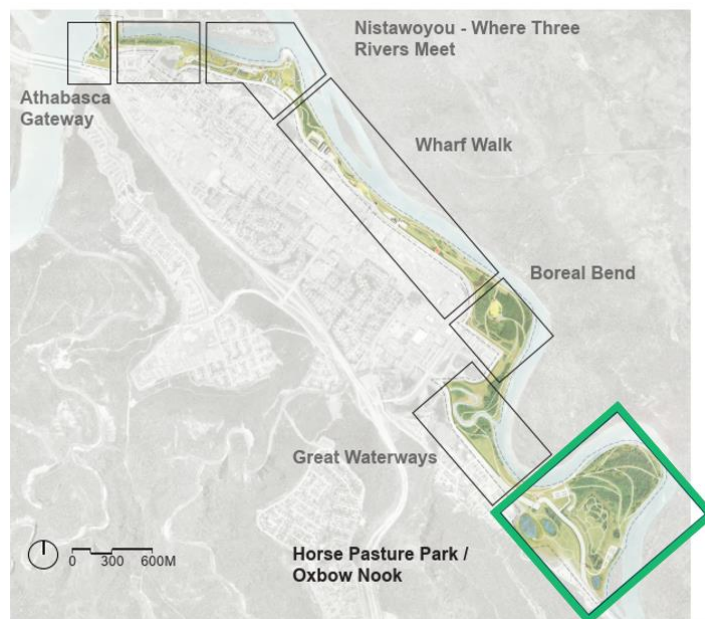 Nistawoyou - Where Three
Rivers Meet
Athabasca
Gateway
Wharf Walk
Boreal Bend
Great Waterways
Horse Pasture Park /
Oxbow Nook
0 300 600M